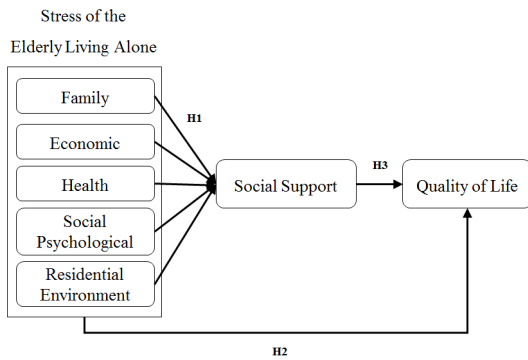 Stress of the
Elderly Living Alone
Family
H1
Economic
H3
Health
Social Support
Quality of Life
Social
Psychological
Residential
Environment
H2